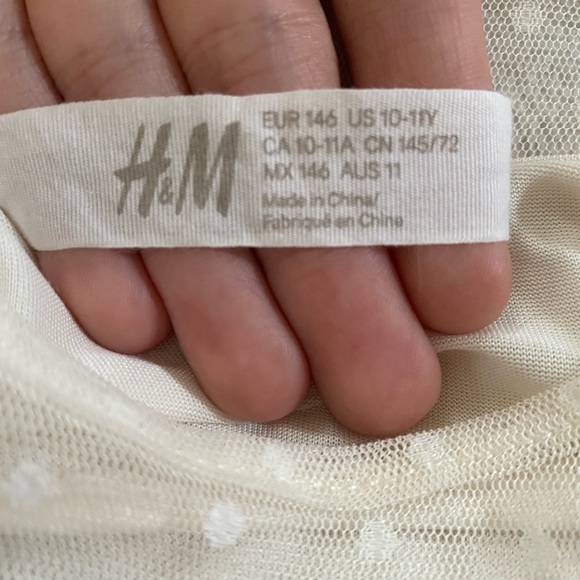 H&M
EUR 146 US 10-11Y
CA 10-11A CN 145/72
MX 146 AUS 11
Made in China/
Fabriqué en China